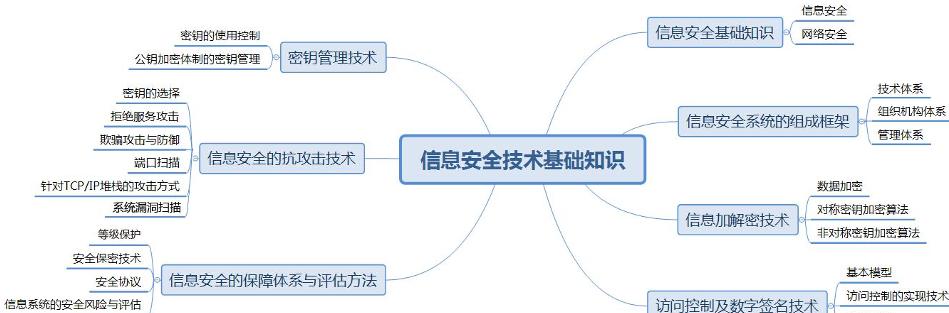 信息安全技术基础知识
信息安全基础知识
信息安全
网络安全
信息安全系统的组成框架
技术体系
组织机构体系
管理体系
信息加解密技术
数据加密
对称密钥加密算法
非对称密钥加密算法
访问控制及数字签名技术
基本模型
访问控制的实现技术
密钥管理技术
密钥的使用控制
公钥加密体制的密钥管理
信息安全的抗攻击技术
密钥的选择
拒绝服务攻击
欺骗攻击与防御
端口扫描
针对TCP/IP堆栈的攻击方式
系统漏洞扫描
信息安全的保障体系与评估方法
等级保护
安全保密技术
安全协议
信息系统的安全风险与评估